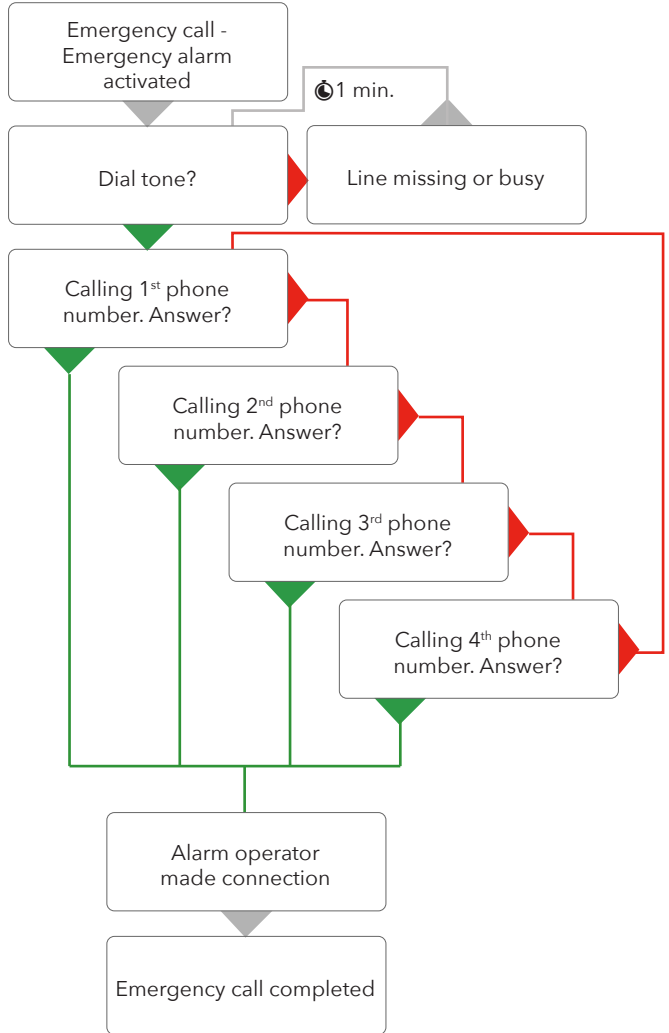 Emergency call -
Emergency alarm
activated
1 min.
Dial tone?
Line missing or busy
Calling 1st phone
number. Answer?
Calling 2nd phone
number. Answer?
Calling 3rd phone
number. Answer?
Calling 4th phone
number. Answer?
Alarm operator
made connection
Emergency call completed